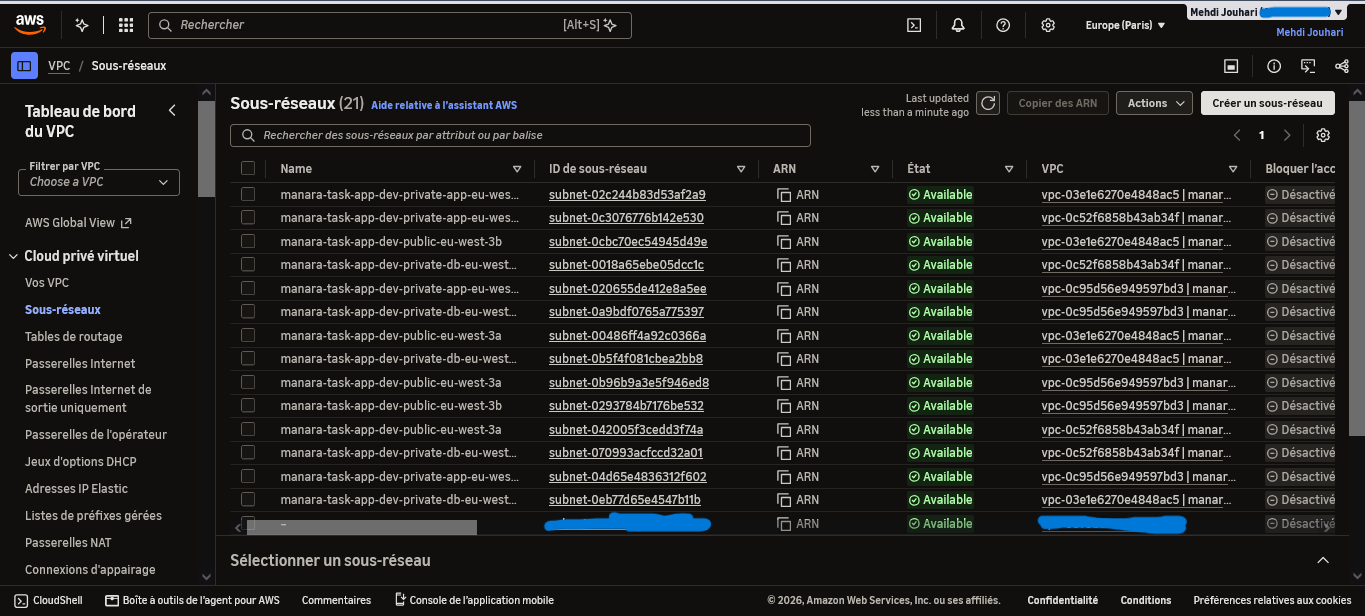 aws
Rechercher [Alt+S]
Europe (Paris)
Mehdi Jouhari (
Mehdi Jouhari
VPC / Sous-réseaux
Tableau de bord
du VPC
Filtrer par VPC
Choose a VPC
AWS Global View
Cloud privé virtuel
Vos VPC
Sous-réseaux
Tables de routage
Passerelles Internet
Passerelles Internet de
sortie uniquement
Passerelles de l'opérateur
Jeux d'options DHCP
Adresses IP Elastic
Listes de préfixes gérées
Passerelles NAT
Connexions d'appairage
Sous-réseaux (21) Aide relative à l'assistant AWS
Last updated
less than a minute ago
Copier des ARN
Actions
Créer un sous-réseau
Rechercher des sous-réseaux par attribut ou par balise
1
Name ID de sous-réseau ARN État VPC Bloquer l'acc
manara-task-app-dev-private-app-eu-wes... subnet-02c244b83d53af2a9 ARN Available vpc-03e1e6270e4848ac5 | manar... Désactivé
manara-task-app-dev-private-app-eu-wes... subnet-0c3076776b142e530 ARN Available vpc-0c52f6858b43ab34f | manar... Désactivé
manara-task-app-dev-public-eu-west-3b subnet-0cbc70ec54945d49e ARN Available vpc-03e1e6270e4848ac5 | manar... Désactivé
manara-task-app-dev-private-db-eu-west... subnet-0018a65ebe05dcc1c ARN Available vpc-0c52f6858b43ab34f | manar... Désactivé
manara-task-app-dev-private-app-eu-wes... subnet-020655de412e8a5ee ARN Available vpc-0c95d56e949597bd3 | manar... Désactivé
manara-task-app-dev-private-db-eu-west... subnet-0a9bdf0765a775397 ARN Available vpc-0c95d56e949597bd3 | manar... Désactivé
manara-task-app-dev-public-eu-west-3a subnet-00486ff4a92c0366a ARN Available vpc-03e1e6270e4848ac5 | manar... Désactivé
manara-task-app-dev-private-db-eu-west... subnet-0b5f4f081cbea2bb8 ARN Available vpc-03e1e6270e4848ac5 | manar... Désactivé
manara-task-app-dev-public-eu-west-3a subnet-0b96b9a3e5f946ed8 ARN Available vpc-0c95d56e949597bd3 | manar... Désactivé
manara-task-app-dev-public-eu-west-3b subnet-0293784b7176be532 ARN Available vpc-0c95d56e949597bd3 | manar... Désactivé
manara-task-app-dev-public-eu-west-3a subnet-042005f3cedd3f74a ARN Available vpc-0c52f6858b43ab34f | manar... Désactivé
manara-task-app-dev-private-db-eu-west... subnet-070993acfccd32a01 ARN Available vpc-0c52f6858b43ab34f | manar... Désactivé
manara-task-app-dev-private-app-eu-wes... subnet-04d65e4836312f602 ARN Available vpc-0c95d56e949597bd3 | manar... Désactivé
manara-task-app-dev-private-db-eu-west... subnet-0eb77d65e4547b11b ARN Available vpc-03e1e6270e4848ac5 | manar... Désactivé
– ARN Available Désactivé
Sélectionner un sous-réseau
CloudShell Boîte à outils de l'agent pour AWS Commentaires Console de l'application mobile © 2026, Amazon Web Services, Inc. ou ses affiliés. Confidentialité Conditions Préférences relatives aux cookies